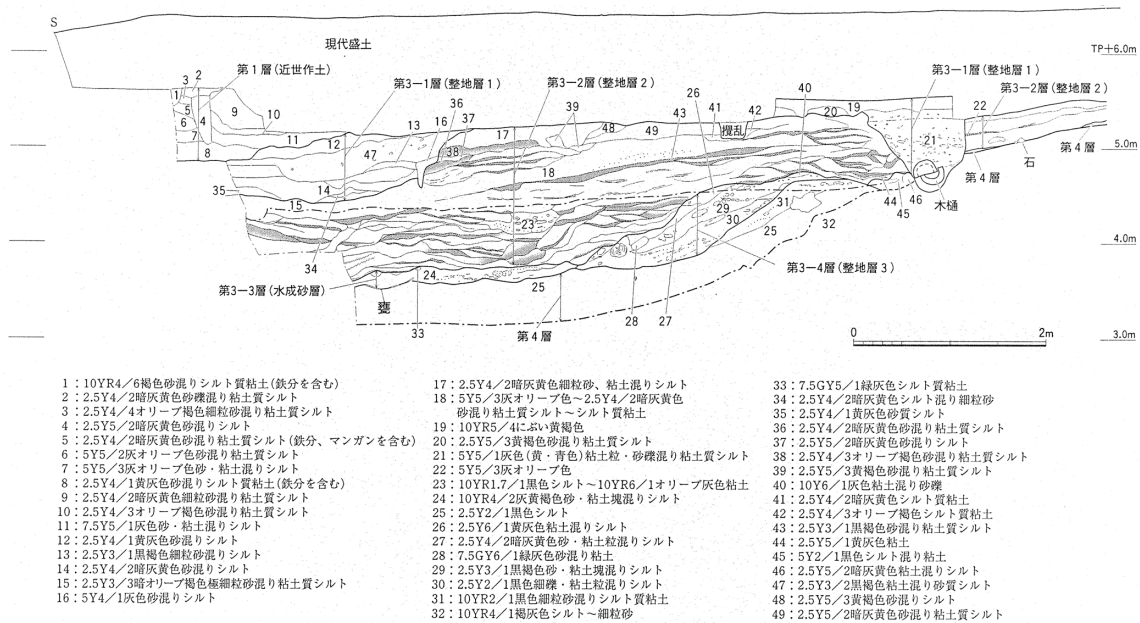 S
現代盛土
TP+6.0m
第1層(近世作土)
第3-1層(整地層1)
第3-2層(整地層2)
第3-1層(整地層1)
第3-2層(整地層2)
1
3
2
5
4
6
7
8
9
10
11
12
13
16
36
37
17
38
47
14
15
35
34
39
48
49
18
43
26
41
42
攪乱
40
19
20
21
22
5.0m
第4層
石
第4層
木樋
46
45
44
23
29
30
31
25
32
4.0m
第3-4層(整地層3)
第3-3層(水成砂層)
24
25
甕
33
第4層
28
27
3.0m
0
2m
1:10YR4/6褐色砂混りシルト質粘土(鉄分を含む)
2:2.5Y4/2暗灰黄色砂礫混り粘土質シルト
3:2.5Y4/4オリーブ褐色細粒砂混り粘土質シルト
4:2.5Y5/2暗灰黄色砂混りシルト
5:2.5Y4/2暗灰黄色砂混り粘土質シルト(鉄分、マンガンを含む)
6:5Y5/2灰オリーブ色砂混り粘土質シルト
7:5Y5/3灰オリーブ色砂・粘土混りシルト
8:2.5Y4/1黄灰色砂混りシルト質粘土(鉄分を含む)
9:2.5Y4/2暗灰黄色細粒砂混り粘土質シルト
10:2.5Y4/3オリーブ褐色砂混り粘土質シルト
11:7.5Y5/1灰色砂・粘土混りシルト
12:2.5Y4/1黄灰色砂混りシルト
13:2.5Y3/1黒褐色細粒砂混りシルト
14:2.5Y4/2暗灰黄色砂混りシルト
15:2.5Y3/3暗オリーブ褐色極細粒砂混り粘土質シルト
16:5Y4/1灰色砂混りシルト
17:2.5Y4/2暗灰黄色細粒砂、粘土混りシルト
18:5Y5/3灰オリーブ色~2.5Y4/2暗灰黄色
砂混り粘土質シルト~シルト質粘土
19:10YR5/4にぶい黄褐色
20:2.5Y5/3黄褐色砂混り粘土質シルト
21:5Y5/1灰色(黄・青色)粘土粒・砂礫混り粘土質シルト
22:5Y5/3灰オリーブ色
23:10YR1.7/1黒色シルト~10YR6/1オリーブ灰色粘土
24:10YR4/2灰黄褐色砂・粘土塊混りシルト
25:2.5Y2/1黒色シルト
26:2.5Y6/1黄灰色粘土混りシルト
27:2.5Y4/2暗灰黄色砂・粘土粒混りシルト
28:7.5GY6/1緑灰色砂混り粘土
29:2.5Y3/1黒褐色砂・粘土塊混りシルト
30:2.5Y2/1黒色細礫・粘土粒混りシルト
31:10YR2/1黒色細粒砂混りシルト質粘土
32:10YR4/1褐灰色シルト~細粒砂
33:7.5GY5/1緑灰色シルト質粘土
34:2.5Y4/2暗灰黄色シルト混り細粒砂
35:2.5Y4/1黄灰色砂質シルト
36:2.5Y4/2暗灰黄色砂混り粘土質シルト
37:2.5Y5/2暗灰黄色砂混りシルト
38:2.5Y4/3オリーブ褐色砂混り粘土質シルト
39:2.5Y5/3黄褐色砂混り粘土質シルト
40:10Y6/1灰色粘土混り砂礫
41:2.5Y4/2暗灰黄色シルト質粘土
42:2.5Y4/3オリーブ褐色シルト質粘土
43:2.5Y3/1黒褐色砂混り粘土質シルト
44:2.5Y5/1黄灰色粘土
45:5Y2/1黒色シルト混り粘土
46:2.5Y5/2暗灰黄色粘土混りシルト
47:2.5Y3/2黒褐色粘土混り砂質シルト
48:2.5Y5/3黄褐色砂混りシルト
49:2.5Y5/2暗灰黄色砂混り粘土質シルト